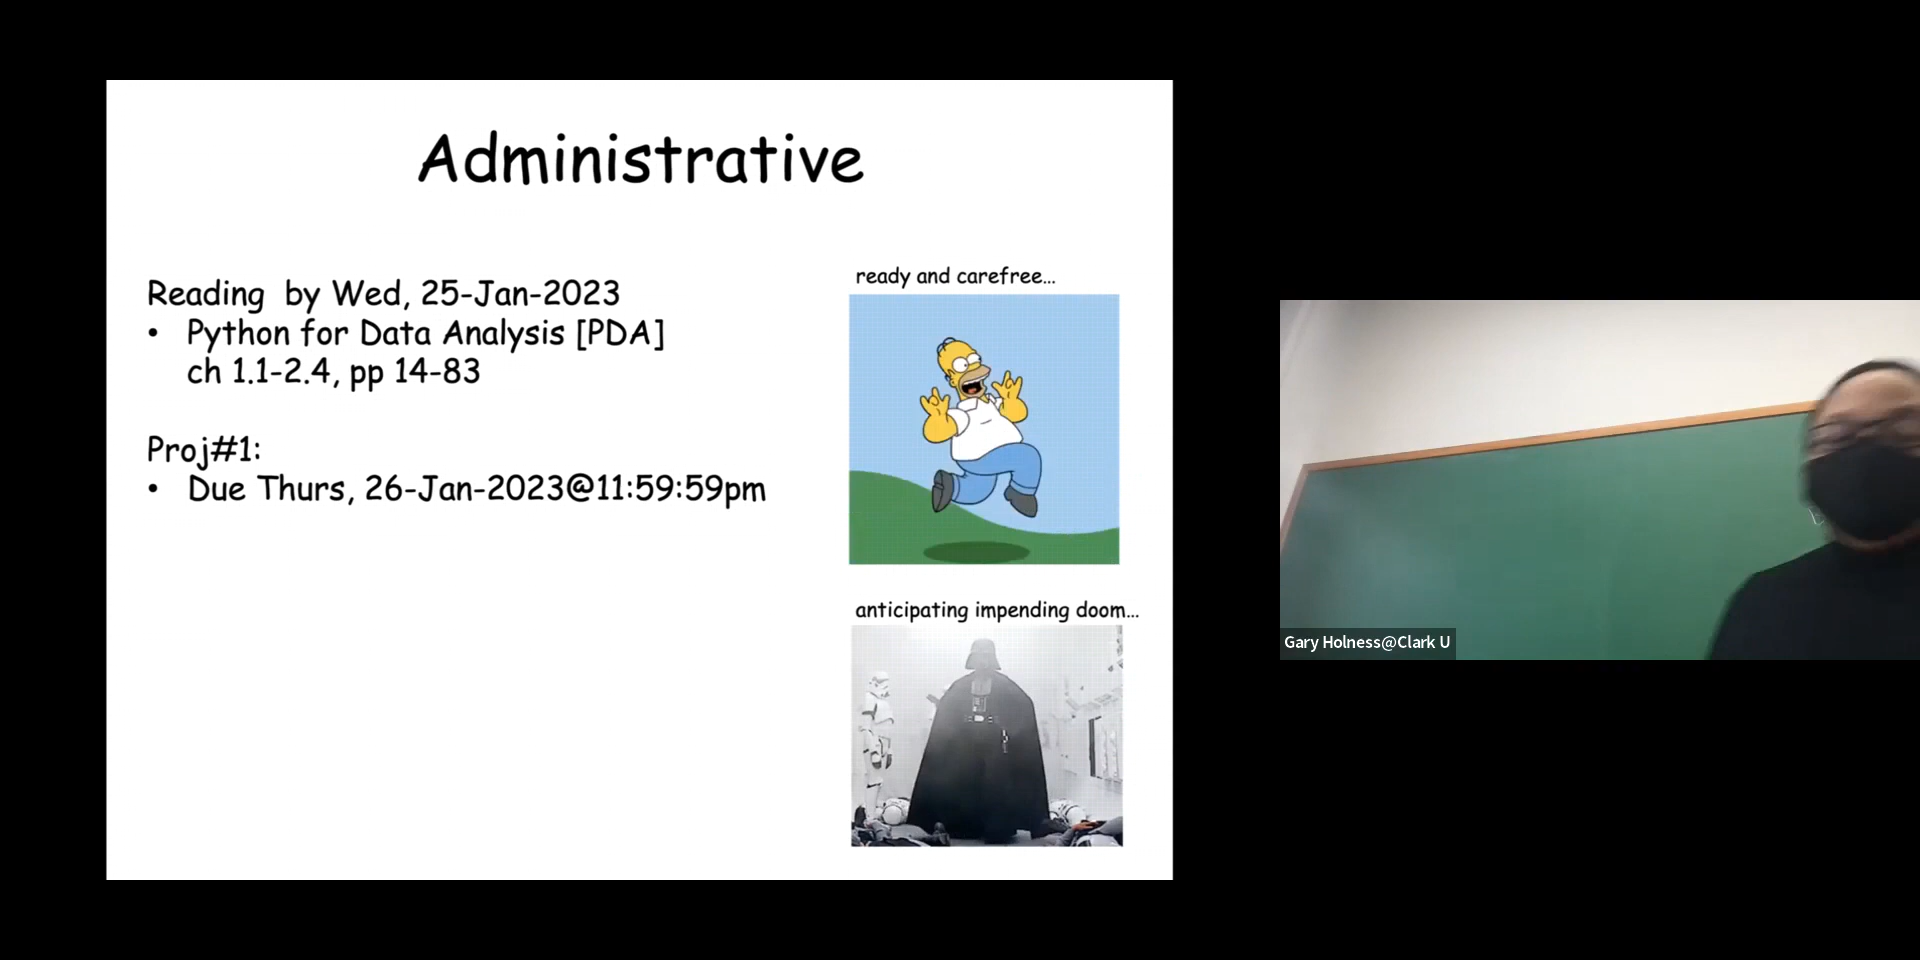 Administrative
Reading by Wed, 25-Jan-2023
• Python for Data Analysis [PDA]
ch 1.1-2.4, pp 14-83
Proj#1:
• Due Thurs, 26-Jan-2023@11:59:59pm
ready and carefree...
anticipating impending doom...
Gary Holness@Clark U